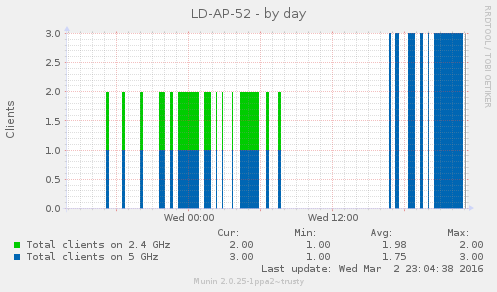 LD-AP-52 - by day
3.0
2.5
2.0
1.5
1.0
0.5
0.0
Clients
Wed 00:00 Wed 12:00
Cur: Min: Avg: Max:
Total clients on 2.4 GHz 2.00 1.00 1.98 2.00
Total clients on 5 GHz 3.00 1.00 1.75 3.00
Last update: Wed Mar 2 23:04:38 2016
Munin 2.0.25-1ppa2~trusty
RRDTOOL / TOBI OETIKER